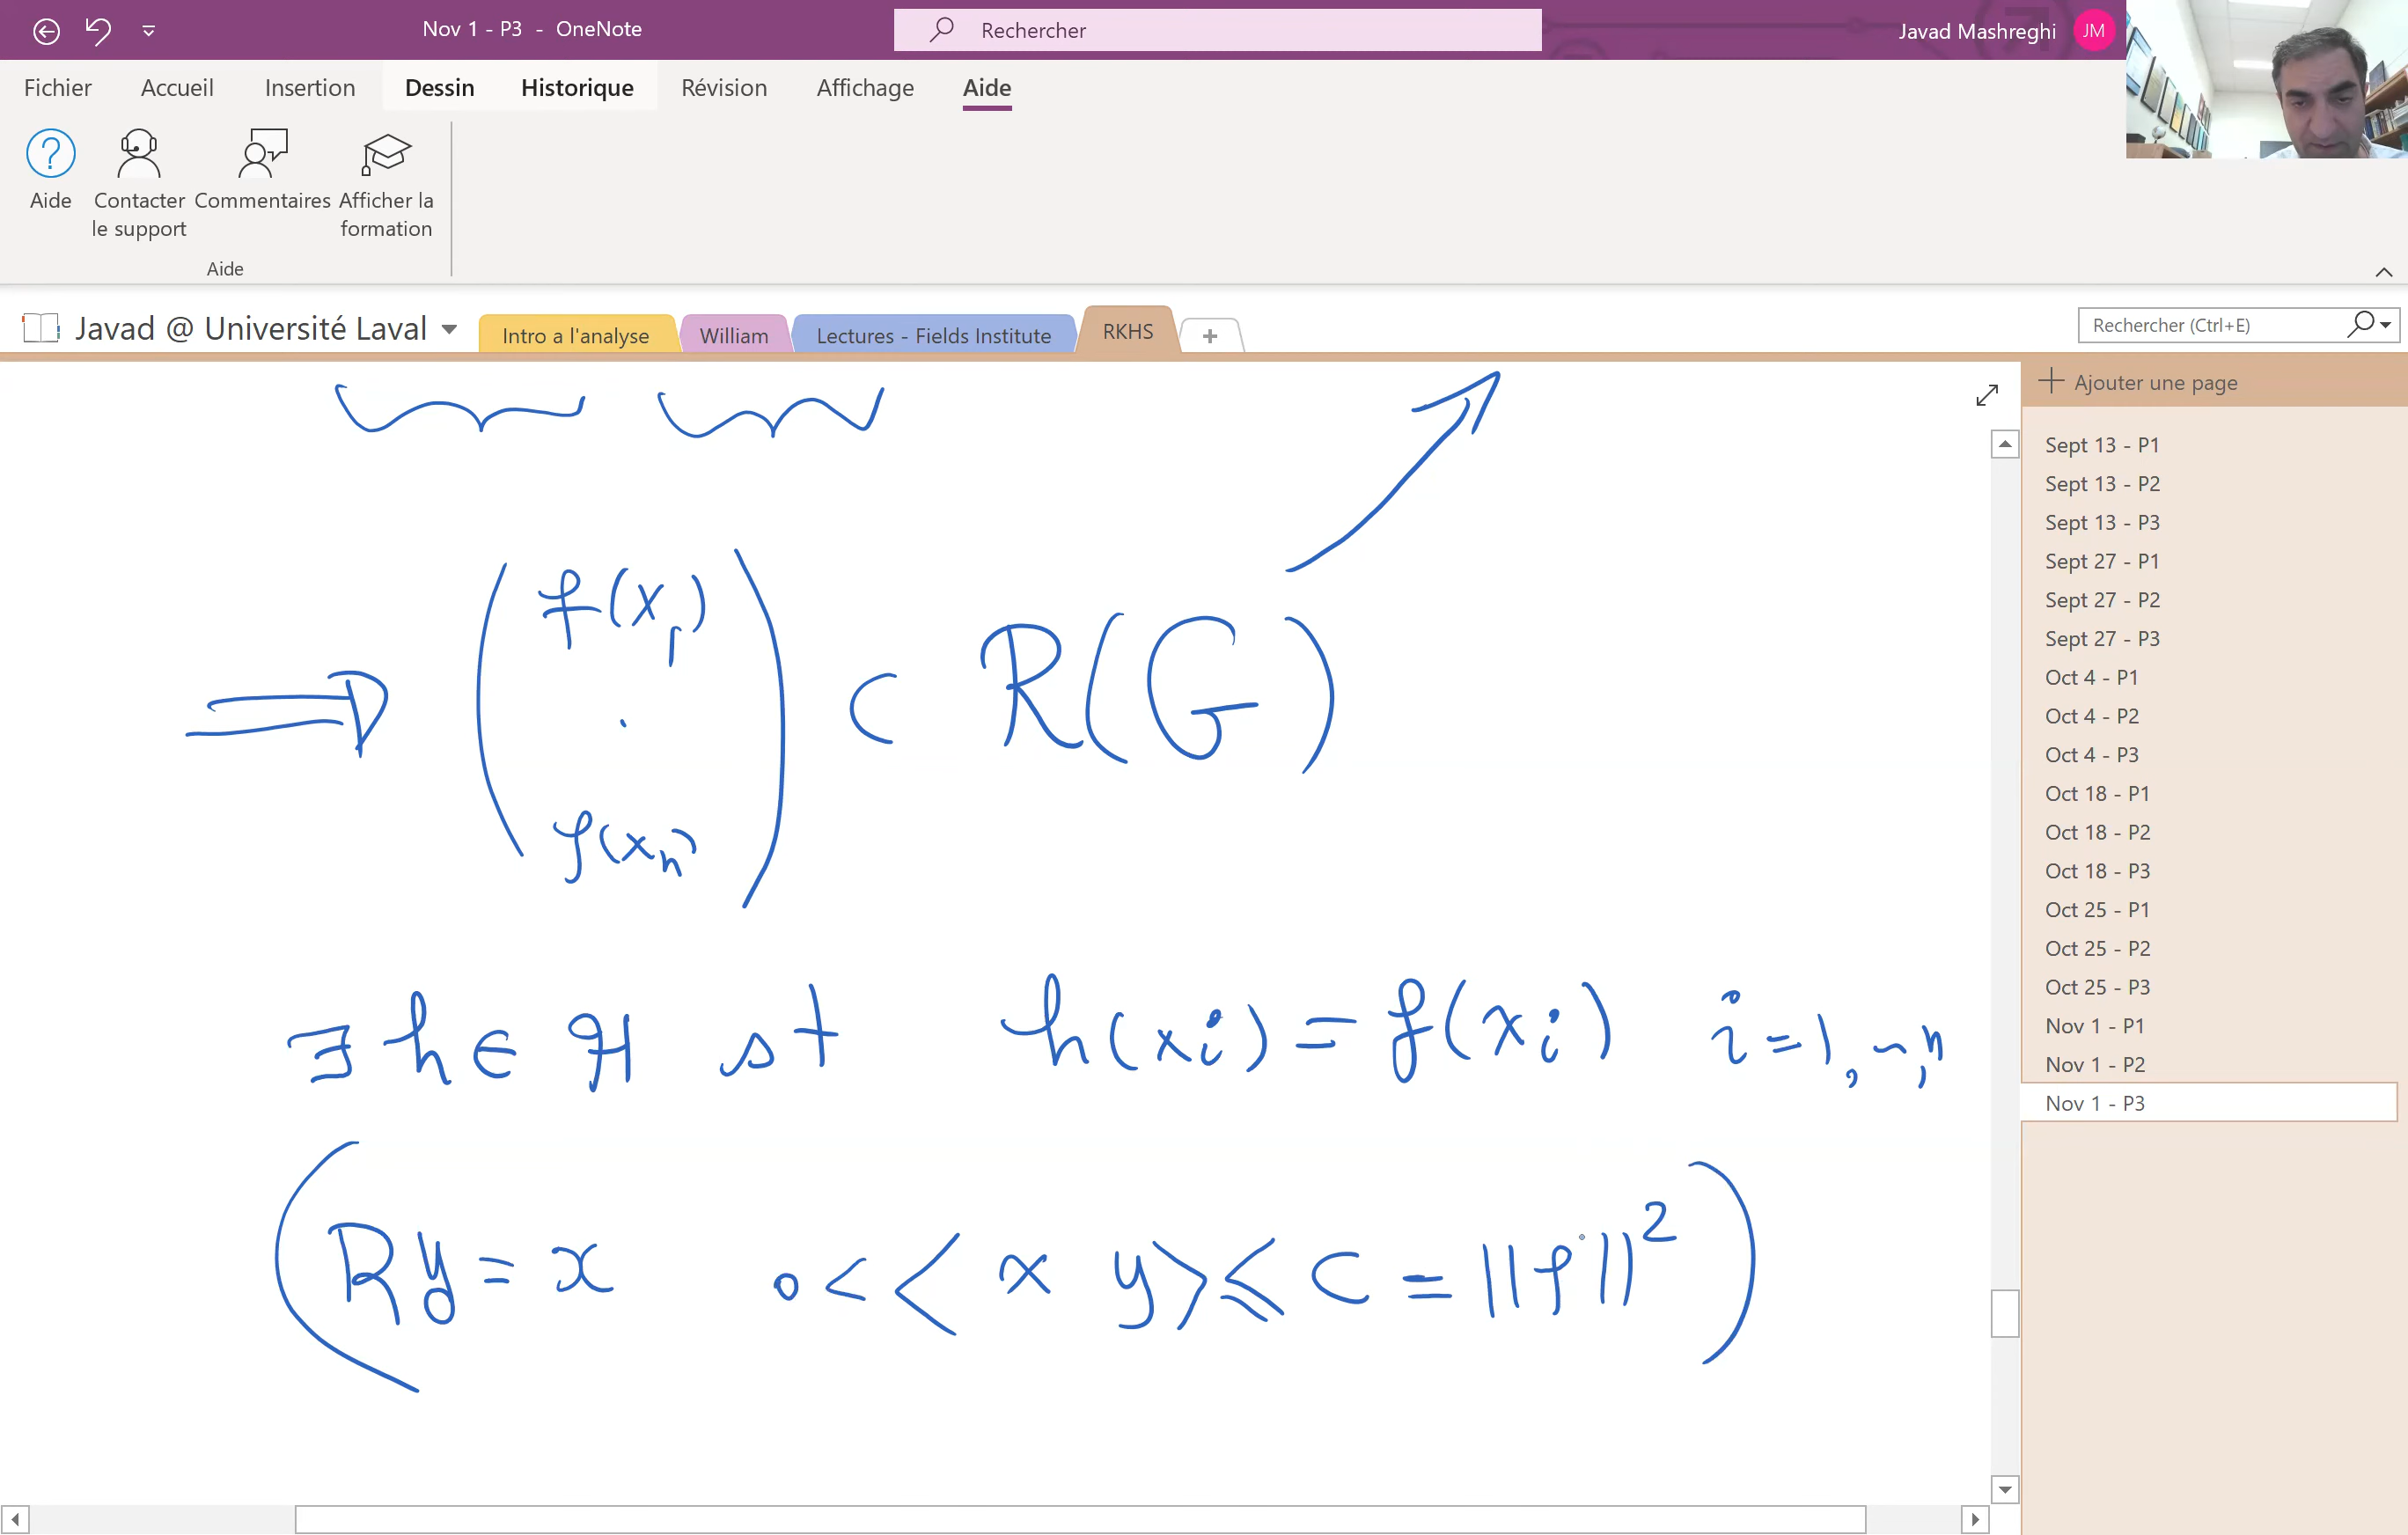 Nov 1 - P3 - OneNote
Rechercher
Javad Mashreghi
JM
Fichier Accueil Insertion Dessin Historique Révision Affichage Aide
Aide
Contacter le support
Commentaires
Afficher la formation
Aide
Javad @ Université Laval
Intro a l'analyse
William
Lectures - Fields Institute
RKHS
+
Rechercher (Ctrl+E)
Ajouter une page
Sept 13 - P1
Sept 13 - P2
Sept 13 - P3
Sept 27 - P1
Sept 27 - P2
Sept 27 - P3
Oct 4 - P1
Oct 4 - P2
Oct 4 - P3
Oct 18 - P1
Oct 18 - P2
Oct 18 - P3
Oct 25 - P1
Oct 25 - P2
Oct 25 - P3
Nov 1 - P1
Nov 1 - P2
Nov 1 - P3
f(x₁)
⟹ ( . ) ⊂ R(G)
f(xₙ)
∃ h ∈ H st h(xᵢ) = f(xᵢ) i = 1, ~, n
( Ry = x 0 < < x y > ≤ c = ||f||² )